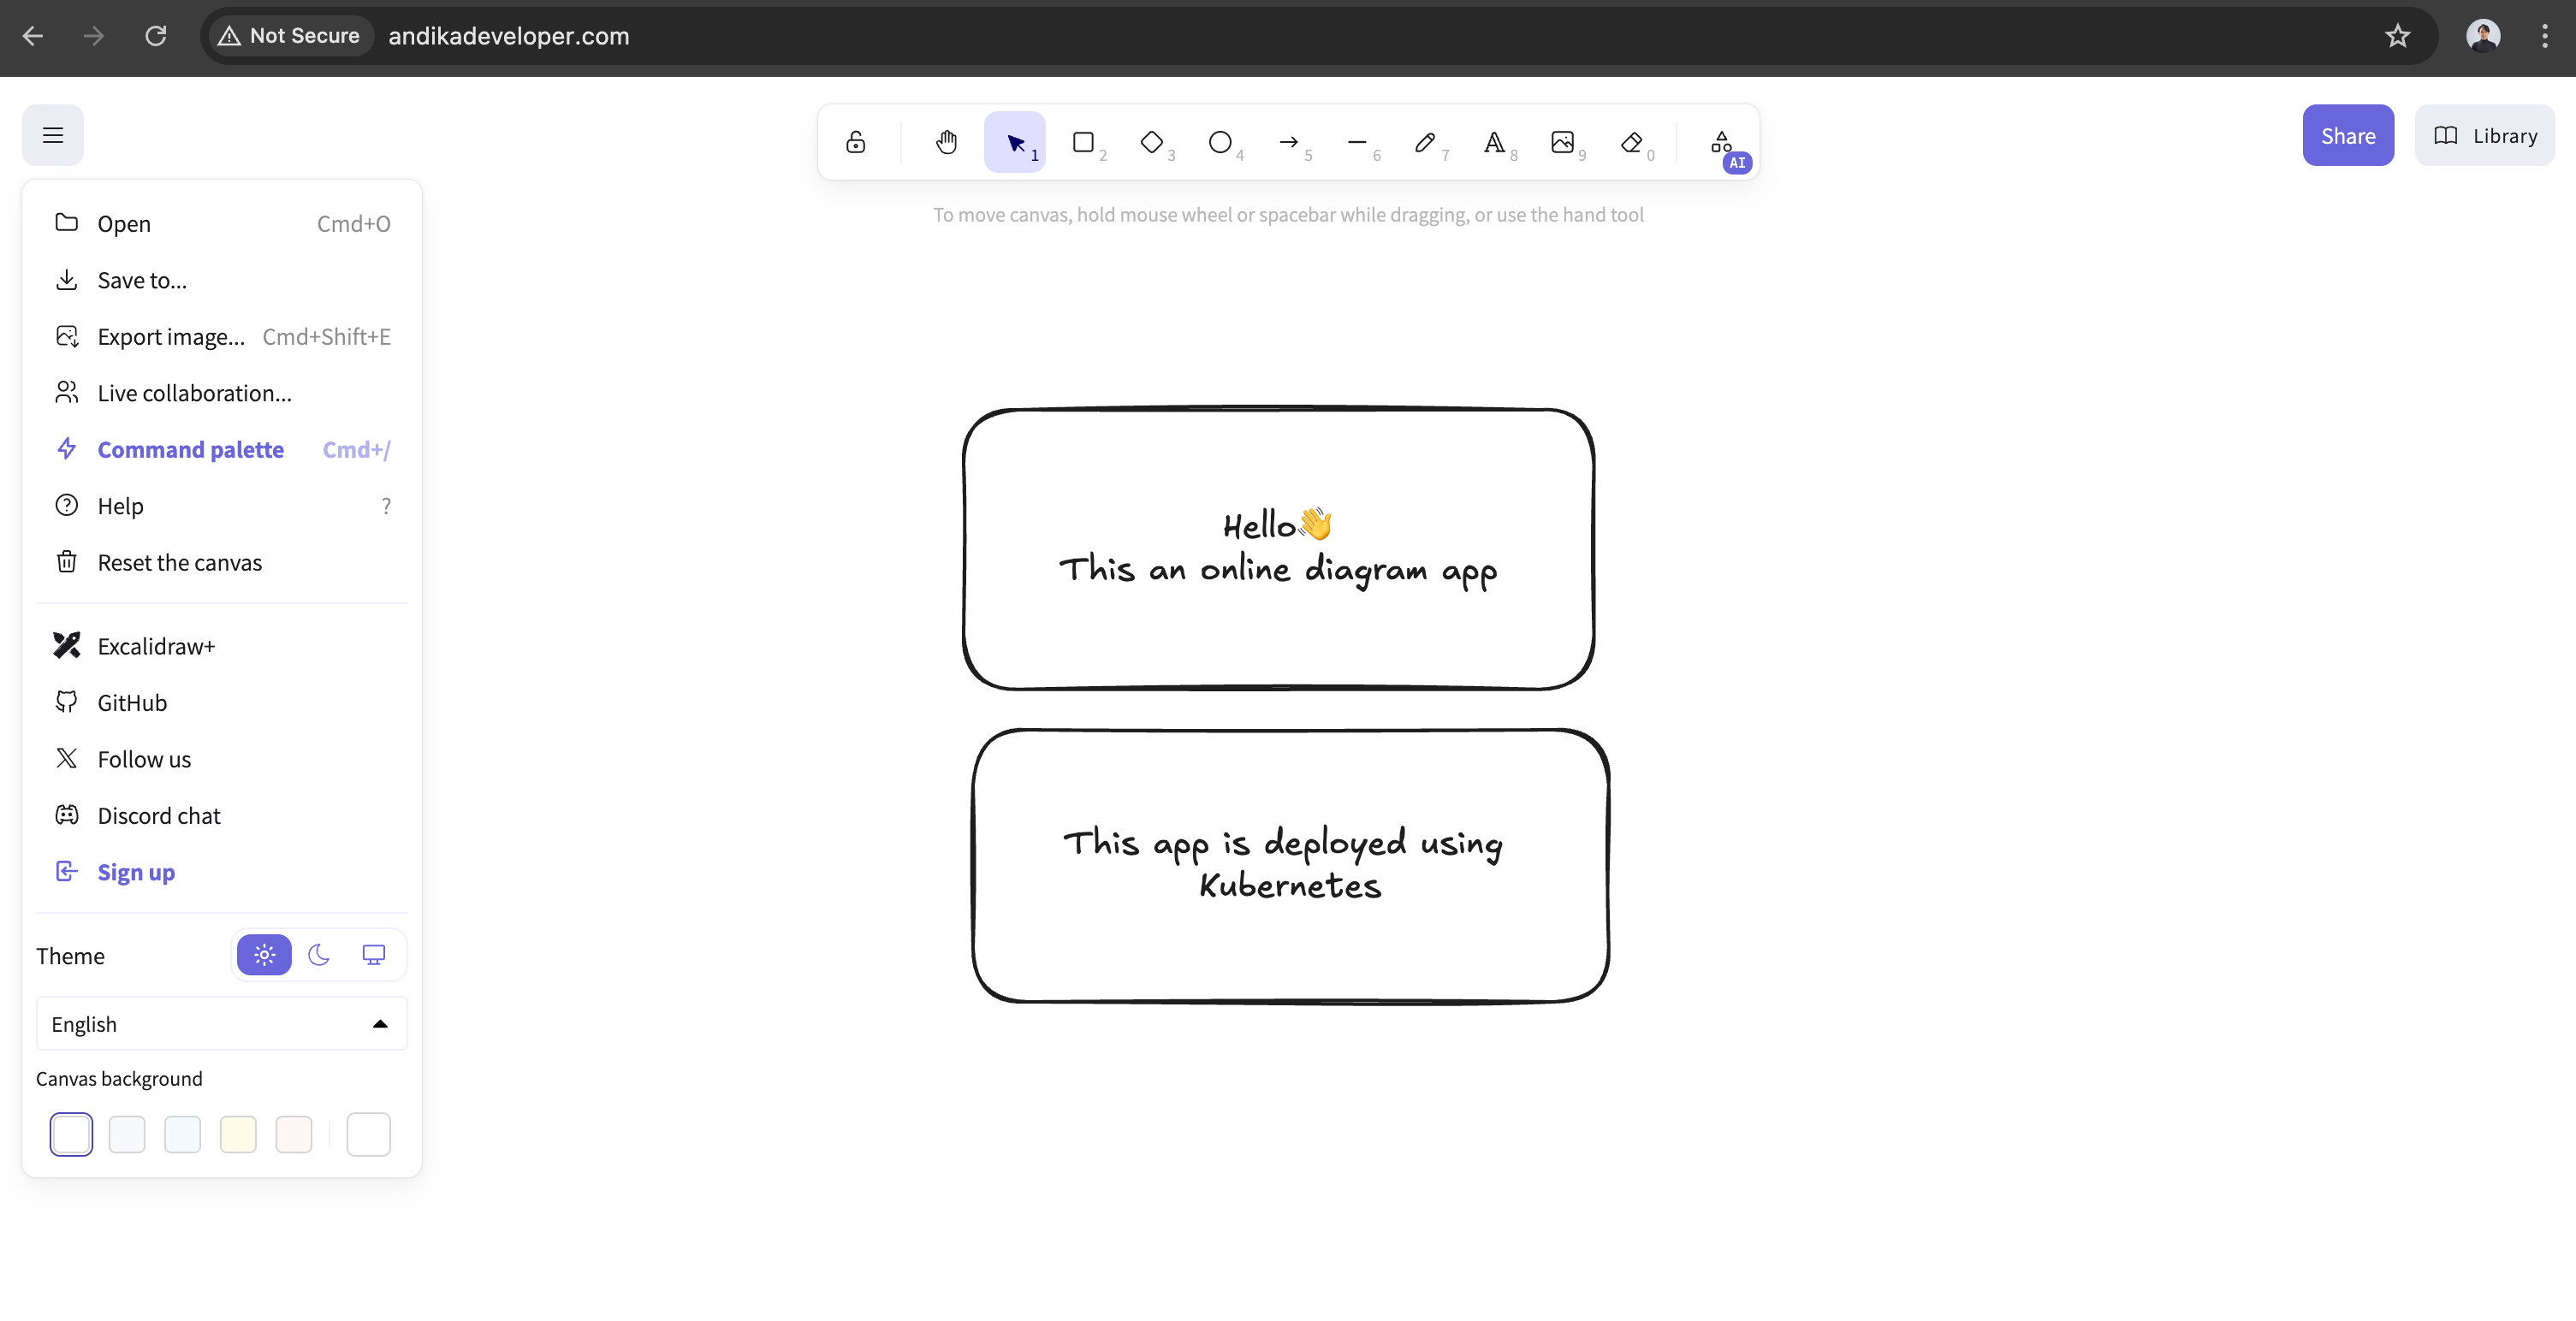 Not Secure
andikadeveloper.com
1
2
3
4
5
6
7
8
9
0
AI
Share
Library
To move canvas, hold mouse wheel or spacebar while dragging, or use the hand tool
Open Cmd+O
Save to...
Export image... Cmd+Shift+E
Live collaboration...
Command palette Cmd+/
Help ?
Reset the canvas
Excalidraw+
GitHub
Follow us
Discord chat
Sign up
Theme
English
Canvas background
Hello👋
This an online diagram app
This app is deployed using
Kubernetes